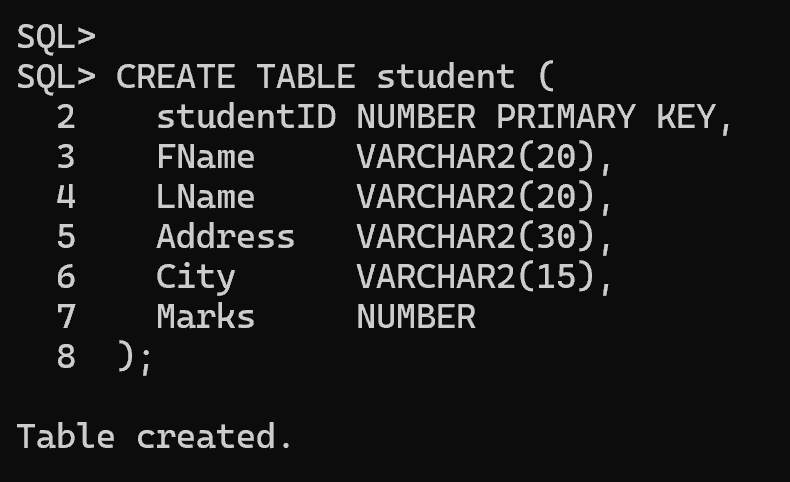 SQL>
SQL> CREATE TABLE student (
  2    studentID NUMBER PRIMARY KEY,
  3    FName     VARCHAR2(20),
  4    LName     VARCHAR2(20),
  5    Address   VARCHAR2(30),
  6    City      VARCHAR2(15),
  7    Marks     NUMBER
  8  );
Table created.